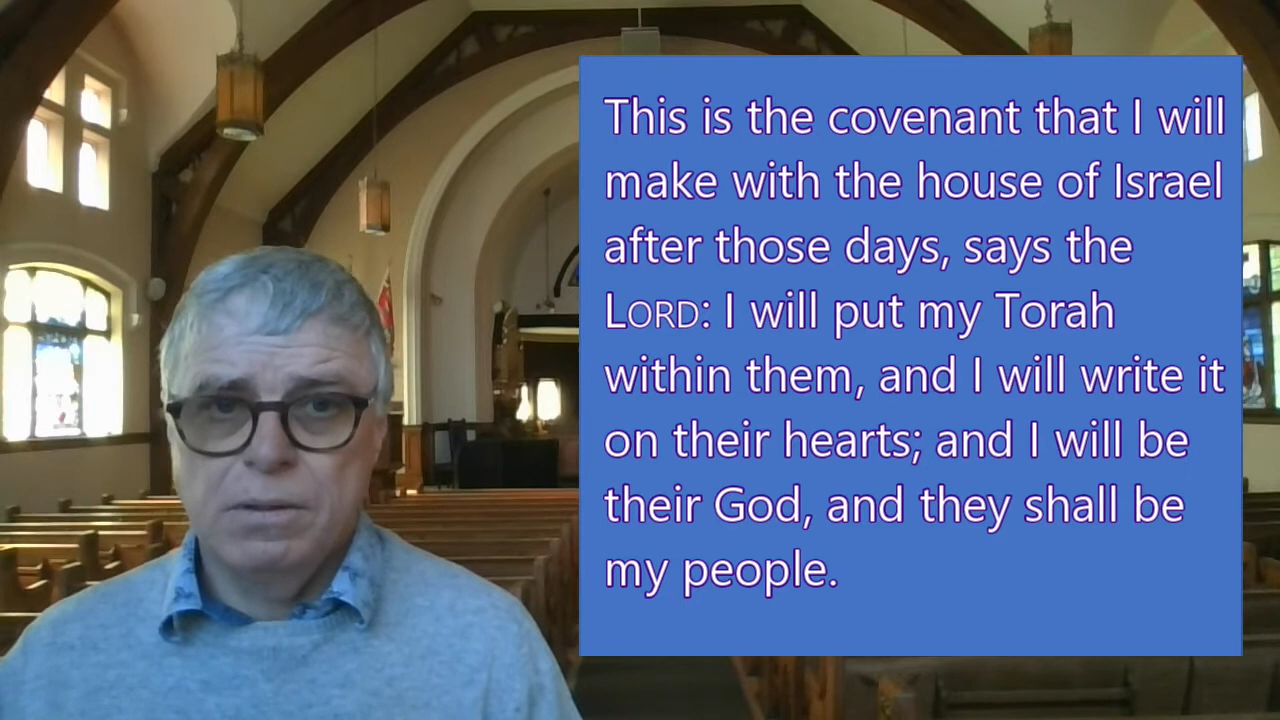 This is the covenant that I will
make with the house of Israel
after those days, says the
LORD: I will put my Torah
within them, and I will write it
on their hearts; and I will be
their God, and they shall be
my people.